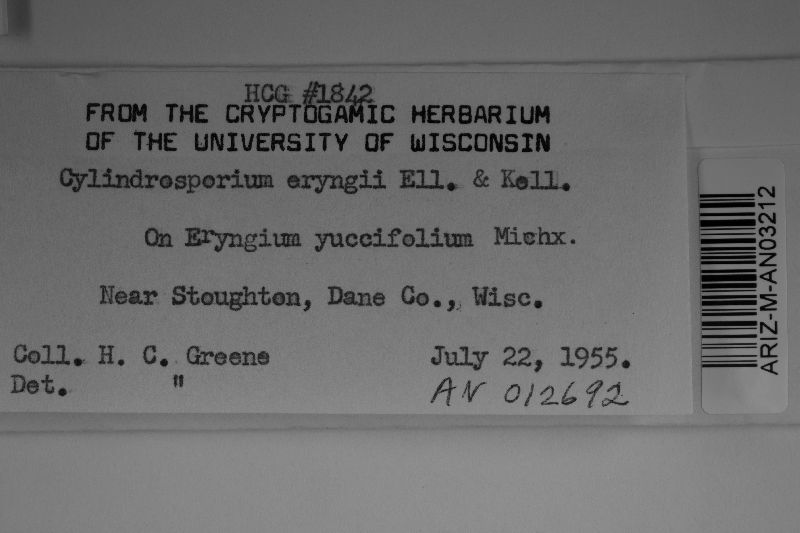 HCG #1842
FROM THE CRYPTOGAMIC HERBARIUM
OF THE UNIVERSITY OF WISCONSIN
Cylindrosporium eryngii Ell. & Kell.
On Eryngium yuccifolium Michx.
Near Stoughton, Dane Co., Wisc.
Coll. H. C. Greene July 22, 1955.
Det. " AN 012692
ARIZ-M-AN03212